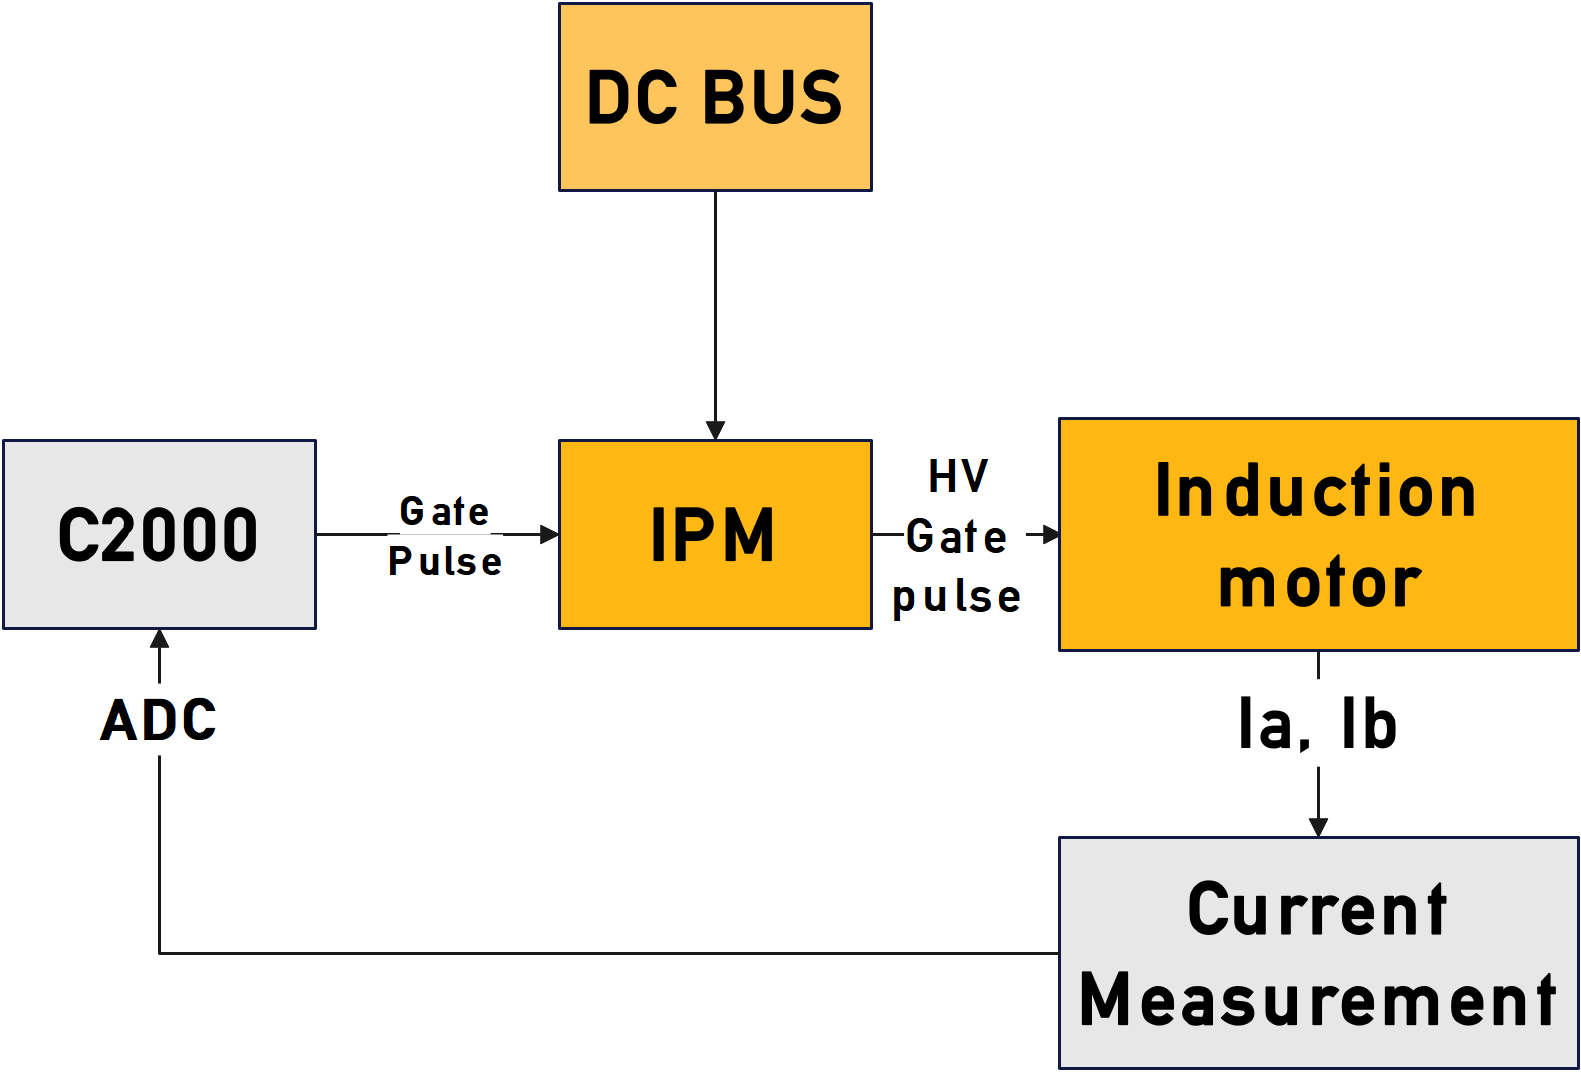 DC BUS
C2000
Gate
Pulse
IPM
HV
Gate
pulse
Induction
motor
ADC
Ia, Ib
Current
Measurement